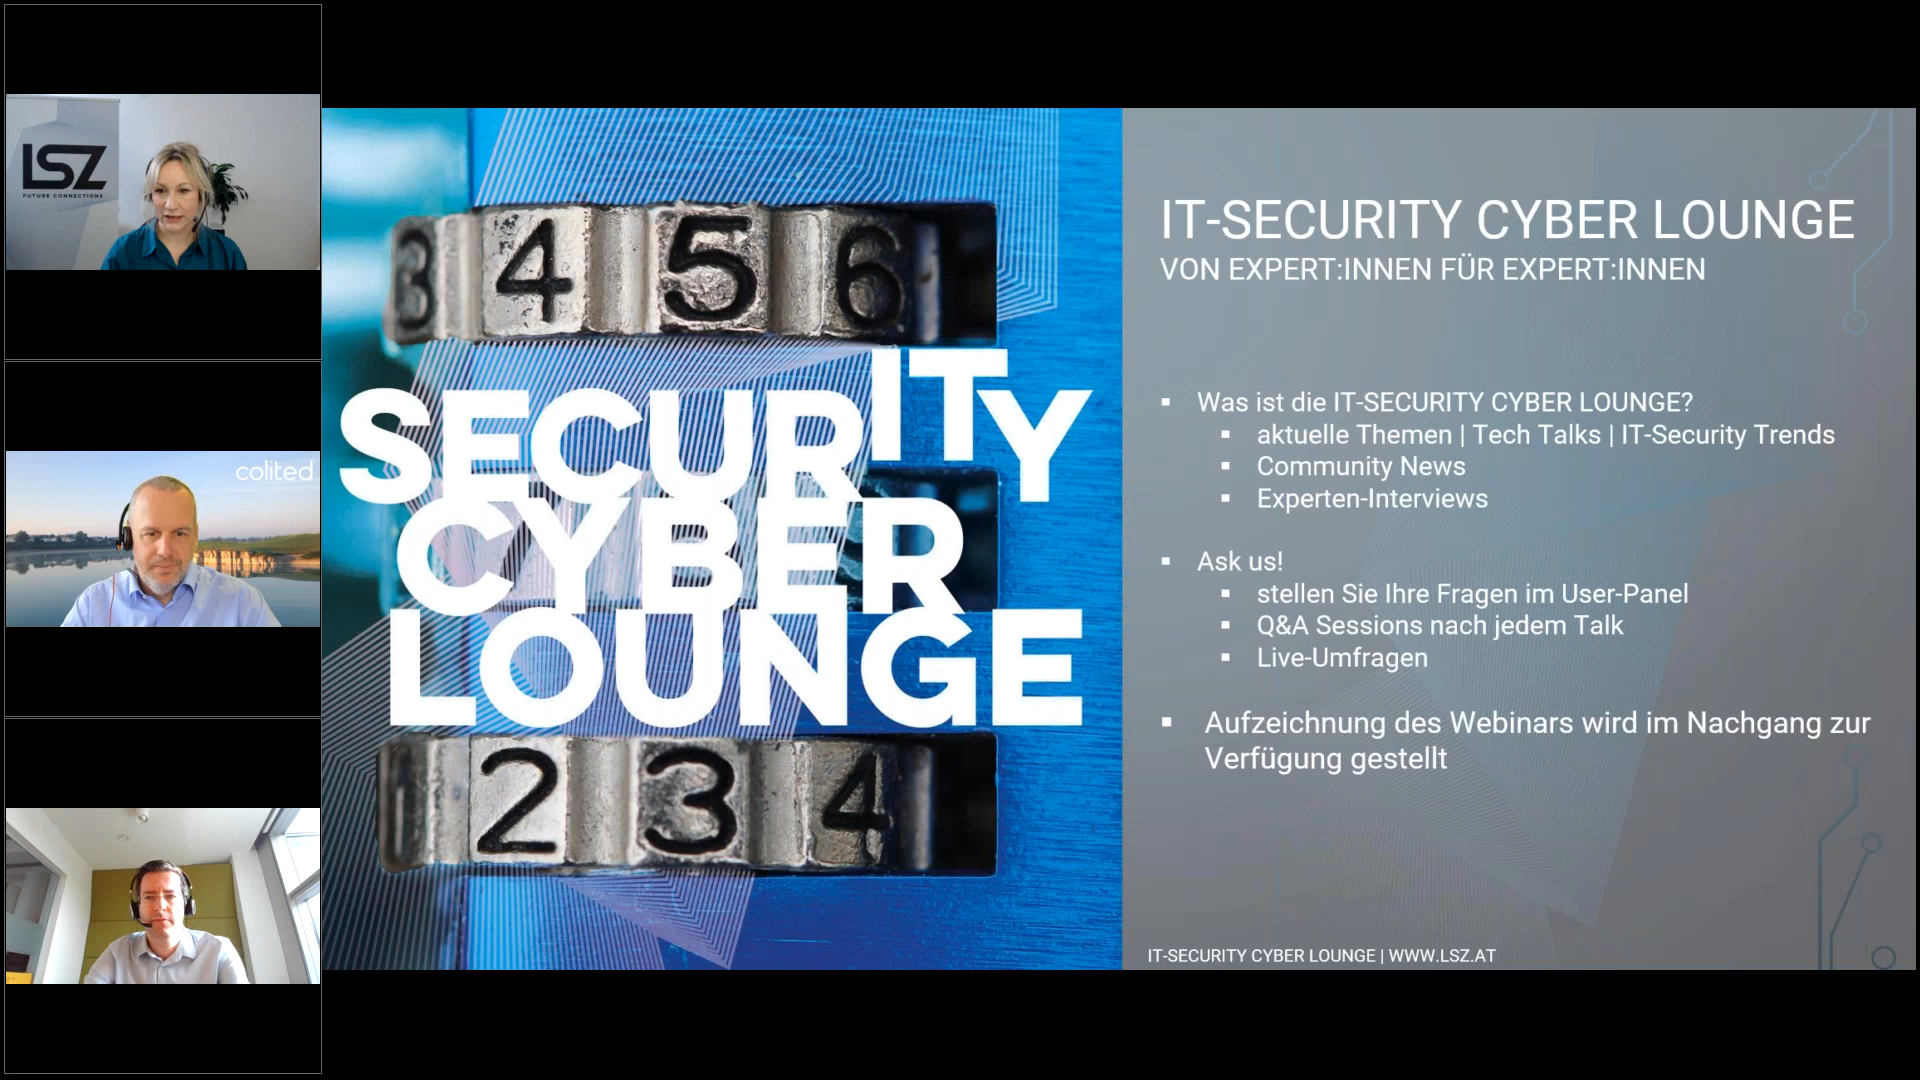 LSZ
FUTURE CONNECTIONS
colited
3 4 5 6
SECURITY
CYBER
LOUNGE
2 3 4
IT-SECURITY CYBER LOUNGE
VON EXPERT:INNEN FÜR EXPERT:INNEN
▪ Was ist die IT-SECURITY CYBER LOUNGE?
▪ aktuelle Themen | Tech Talks | IT-Security Trends
▪ Community News
▪ Experten-Interviews
▪ Ask us!
▪ stellen Sie Ihre Fragen im User-Panel
▪ Q&A Sessions nach jedem Talk
▪ Live-Umfragen
▪ Aufzeichnung des Webinars wird im Nachgang zur
Verfügung gestellt
IT-SECURITY CYBER LOUNGE | WWW.LSZ.AT